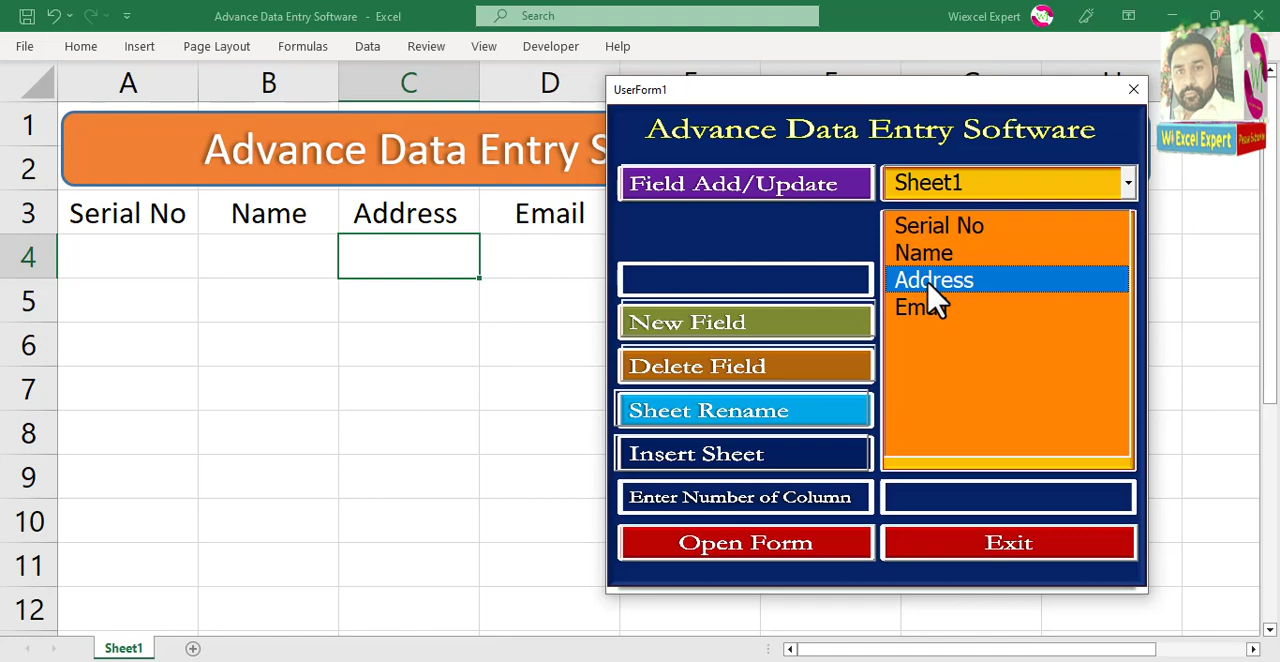 Advance Data Entry Software - Excel
Search
Wiexcel Expert
File Home Insert Page Layout Formulas Data Review View Developer Help
A B C D
UserForm1
1
2
3
4
5
6
7
8
9
10
11
12
Advance Data Entry S
Serial No Name Address Email
Advance Data Entry Software
Field Add/Update
Sheet1
Serial No
Name
Address
Email
New Field
Delete Field
Sheet Rename
Insert Sheet
Enter Number of Column
Open Form
Exit
Wi Excel Expert
Sheet1